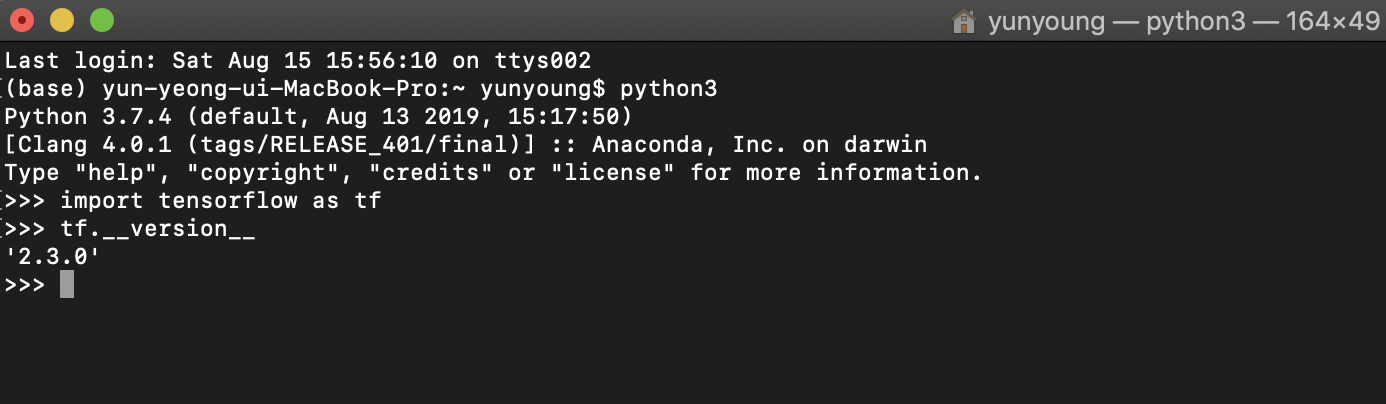 yunyoung — python3 — 164×49
Last login: Sat Aug 15 15:56:10 on ttys002
(base) yun-yeong-ui-MacBook-Pro:~ yunyoung$ python3
Python 3.7.4 (default, Aug 13 2019, 15:17:50)
[Clang 4.0.1 (tags/RELEASE_401/final)] :: Anaconda, Inc. on darwin
Type "help", "copyright", "credits" or "license" for more information.
>>> import tensorflow as tf
>>> tf.__version__
'2.3.0'
>>>